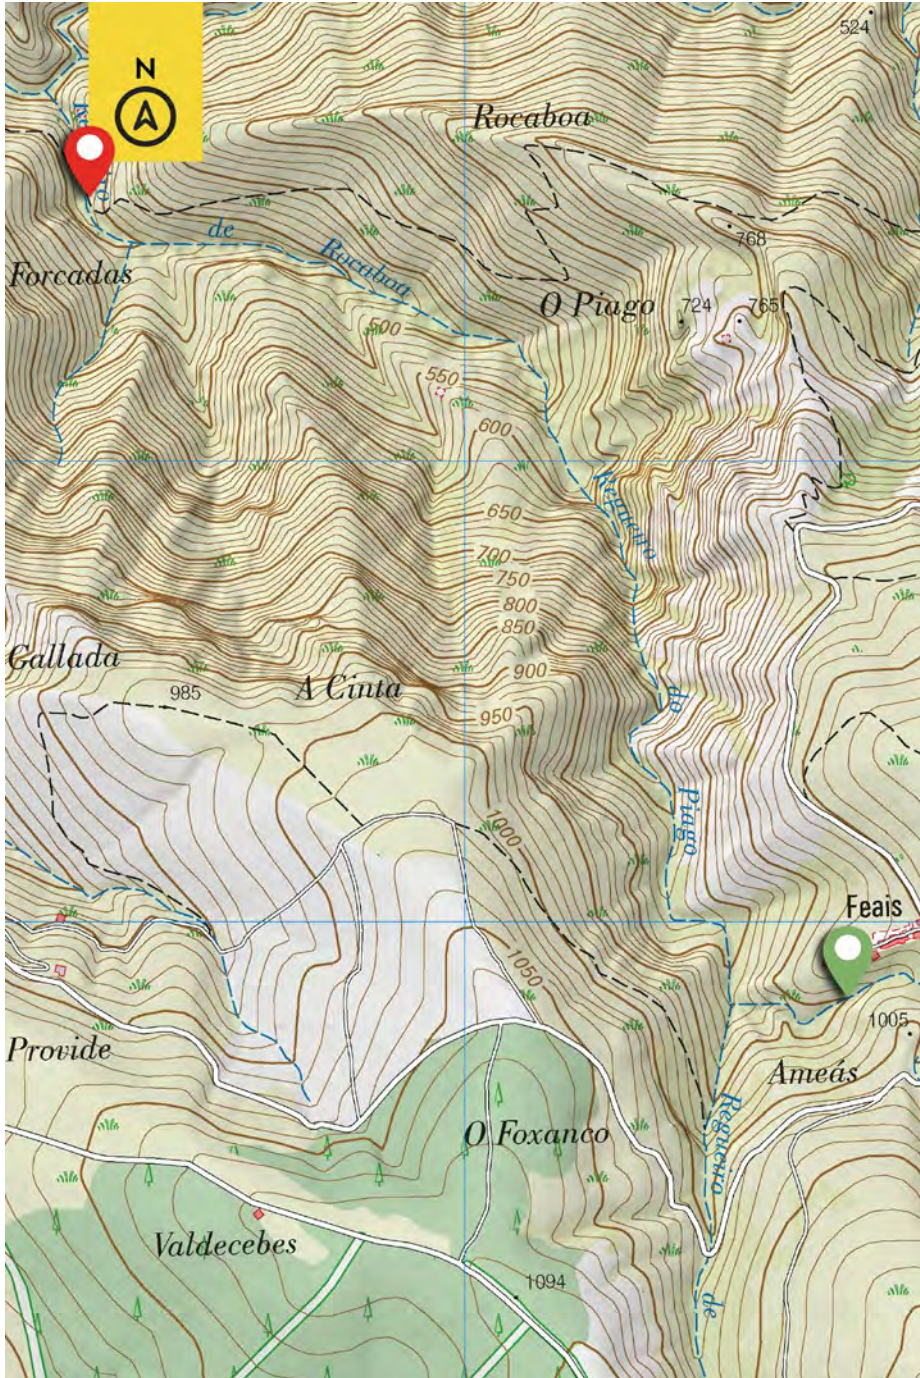 524
N
Rocaboa
de
768
Rocaboa
Forcadas
O Piago
724
765
500
550
600
Regueiro
650
700
750
800
850
Gallada
900
do
985
A Cinta
950
Piago
1000
Feais
1050
1005
Provide
Ameás
Regueiro
O Foxanco
Valdecebes
1094
de